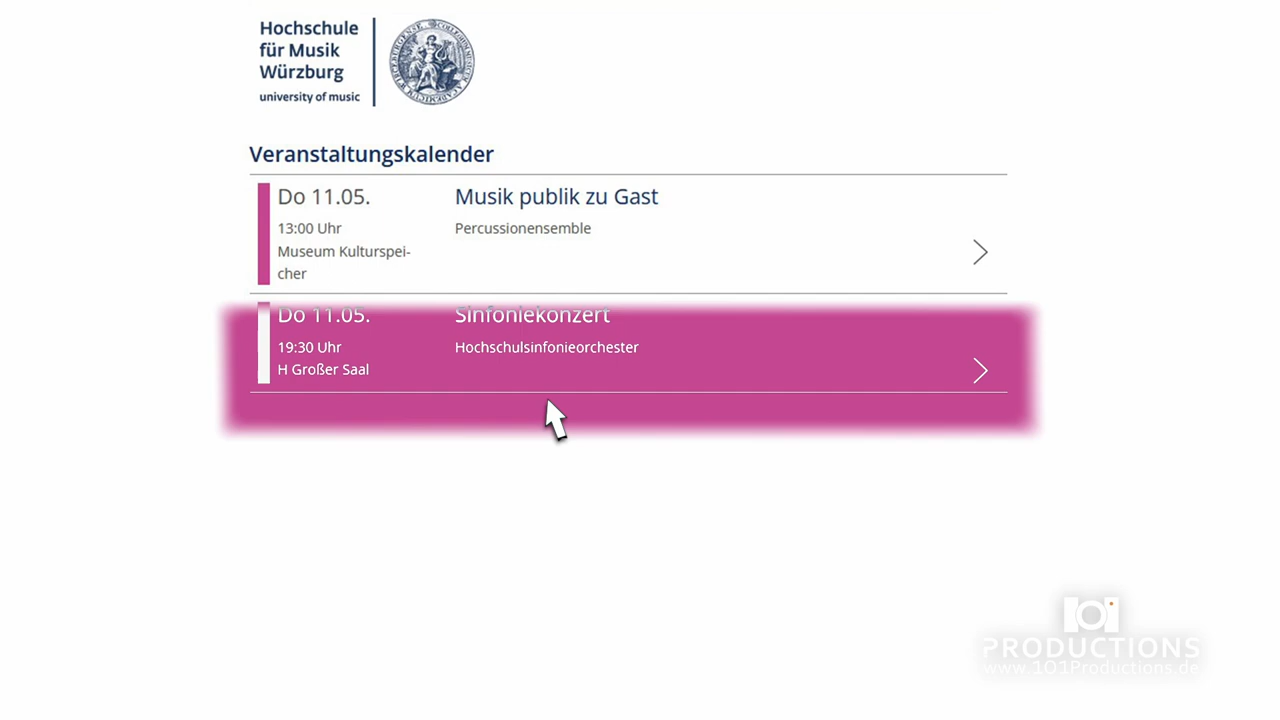 Hochschule
für Musik
Würzburg
university of music
Veranstaltungskalender
Do 11.05.
Musik publik zu Gast
13:00 Uhr
Percussionensemble
Museum Kulturspei-
cher
Do 11.05.
Sinfoniekonzert
19:30 Uhr
Hochschulsinfonieorchester
H Großer Saal
101
PRODUCTIONS
www.101Productions.de